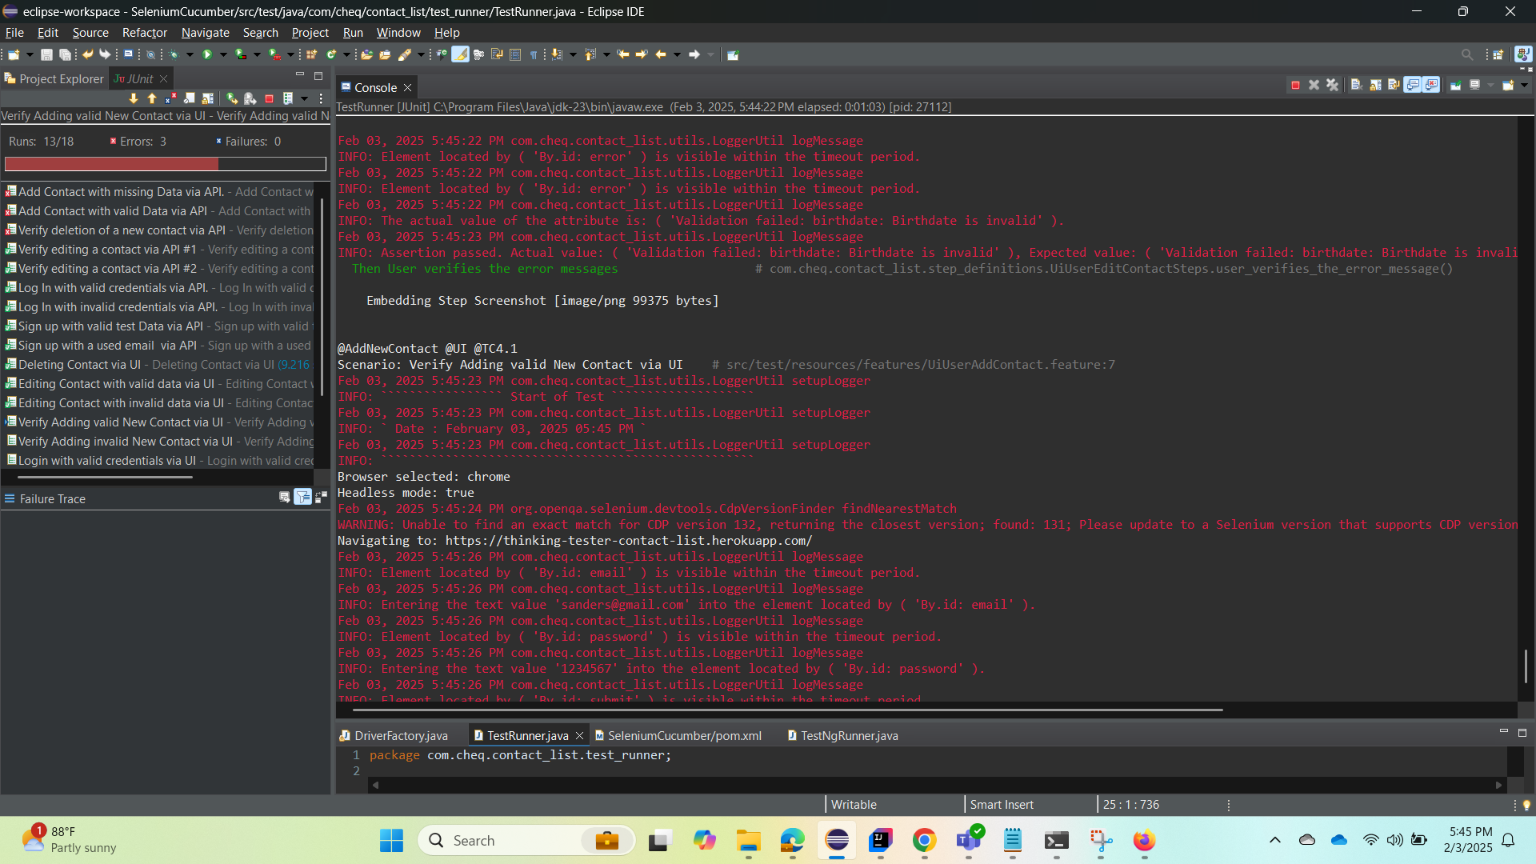 eclipse-workspace - SeleniumCucumber/src/test/java/com/cheq/contact_list/test_runner/TestRunner.java - Eclipse IDE
File Edit Source Refactor Navigate Search Project Run Window Help
Project Explorer JUnit
Console
TestRunner [JUnit] C:\Program Files\Java\jdk-23\bin\javaw.exe (Feb 3, 2025, 5:44:22 PM elapsed: 0:01:03) [pid: 27112]
Verify Adding valid New Contact via UI - Verify Adding valid N
Runs: 13/18 Errors: 3 Failures: 0
Add Contact with missing Data via API. - Add Contact w
Add Contact with valid Data via API - Add Contact with
Verify deletion of a new contact via API - Verify deletion
Verify editing a contact via API #1 - Verify editing a cont
Verify editing a contact via API #2 - Verify editing a cont
Log In with valid credentials via API. - Log In with valid c
Log In with invalid credentials via API. - Log In with inva
Sign up with valid test Data via API - Sign up with valid
Sign up with a used email via API - Sign up with a used
Deleting Contact via UI - Deleting Contact via UI (9.216
Editing Contact with valid data via UI - Editing Contact
Editing Contact with invalid data via UI - Editing Contac
Verify Adding valid New Contact via UI - Verify Adding v
Verify Adding invalid New Contact via UI - Verify Adding
Login with valid credentials via UI - Login with valid cred
Failure Trace
Feb 03, 2025 5:45:22 PM com.cheq.contact_list.utils.LoggerUtil logMessage
INFO: Element located by ( 'By.id: error' ) is visible within the timeout period.
Feb 03, 2025 5:45:22 PM com.cheq.contact_list.utils.LoggerUtil logMessage
INFO: Element located by ( 'By.id: error' ) is visible within the timeout period.
Feb 03, 2025 5:45:22 PM com.cheq.contact_list.utils.LoggerUtil logMessage
INFO: The actual value of the attribute is: ( 'Validation failed: birthdate: Birthdate is invalid' ).
Feb 03, 2025 5:45:23 PM com.cheq.contact_list.utils.LoggerUtil logMessage
INFO: Assertion passed. Actual value: ( 'Validation failed: birthdate: Birthdate is invalid' ), Expected value: ( 'Validation failed: birthdate: Birthdate is invali
Then User verifies the error messages # com.cheq.contact_list.step_definitions.UiUserEditContactSteps.user_verifies_the_error_message()
Embedding Step Screenshot [image/png 99375 bytes]
@AddNewContact @UI @TC4.1
Scenario: Verify Adding valid New Contact via UI # src/test/resources/features/UiUserAddContact.feature:7
Feb 03, 2025 5:45:23 PM com.cheq.contact_list.utils.LoggerUtil setupLogger
INFO: ````````````````` Start of Test ````````````````````
Feb 03, 2025 5:45:23 PM com.cheq.contact_list.utils.LoggerUtil setupLogger
INFO: ` Date : February 03, 2025 05:45 PM `
Feb 03, 2025 5:45:23 PM com.cheq.contact_list.utils.LoggerUtil setupLogger
INFO: ````````````````````````````````````````````````````
Browser selected: chrome
Headless mode: true
Feb 03, 2025 5:45:24 PM org.openqa.selenium.devtools.CdpVersionFinder findNearestMatch
WARNING: Unable to find an exact match for CDP version 132, returning the closest version; found: 131; Please update to a Selenium version that supports CDP version
Navigating to: https://thinking-tester-contact-list.herokuapp.com/
Feb 03, 2025 5:45:26 PM com.cheq.contact_list.utils.LoggerUtil logMessage
INFO: Element located by ( 'By.id: email' ) is visible within the timeout period.
Feb 03, 2025 5:45:26 PM com.cheq.contact_list.utils.LoggerUtil logMessage
INFO: Entering the text value 'sanders@gmail.com' into the element located by ( 'By.id: email' ).
Feb 03, 2025 5:45:26 PM com.cheq.contact_list.utils.LoggerUtil logMessage
INFO: Element located by ( 'By.id: password' ) is visible within the timeout period.
Feb 03, 2025 5:45:26 PM com.cheq.contact_list.utils.LoggerUtil logMessage
INFO: Entering the text value '1234567' into the element located by ( 'By.id: password' ).
Feb 03, 2025 5:45:26 PM com.cheq.contact_list.utils.LoggerUtil logMessage
INFO: Element located by ( 'By.id: submit' ) is visible within the timeout period.
DriverFactory.java TestRunner.java SeleniumCucumber/pom.xml TestNgRunner.java
1 package com.cheq.contact_list.test_runner;
2
Writable Smart Insert 25 : 1 : 736
1 88°F
Partly sunny
Search
5:45 PM
2/3/2025